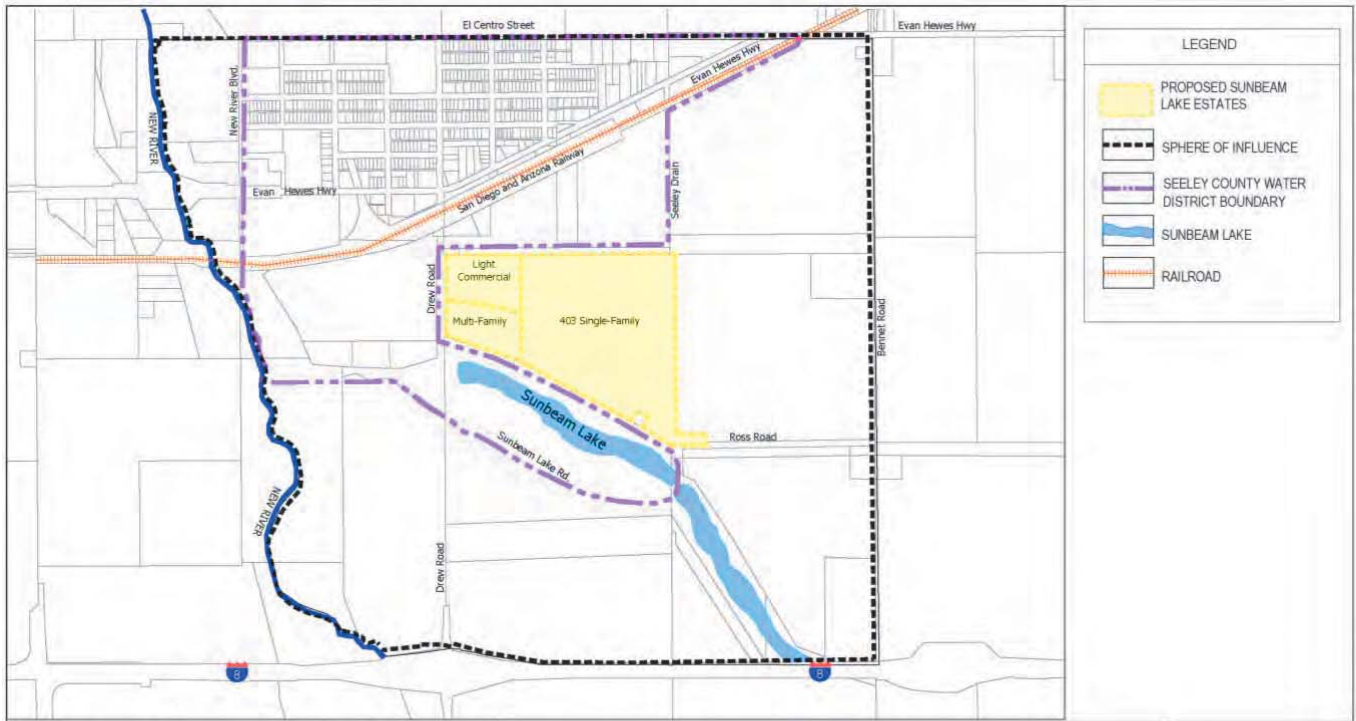 El Centro Street
Evan Hewes Hwy
Evan Hewes Hwy
New River Blvd.
NEW RIVER
Evan Hewes Hwy
San Diego and Arizona Railway
Seeley Drain
Drew Road
Light
Commercial
Multi-Family
403 Single-Family
Bennet Road
Sunbeam Lake
Sunbeam Lake Rd.
Ross Road
NEW RIVER
Drew Road
8
8
LEGEND
PROPOSED SUNBEAM
LAKE ESTATES
SPHERE OF INFLUENCE
SEELEY COUNTY WATER
DISTRICT BOUNDARY
SUNBEAM LAKE
RAILROAD